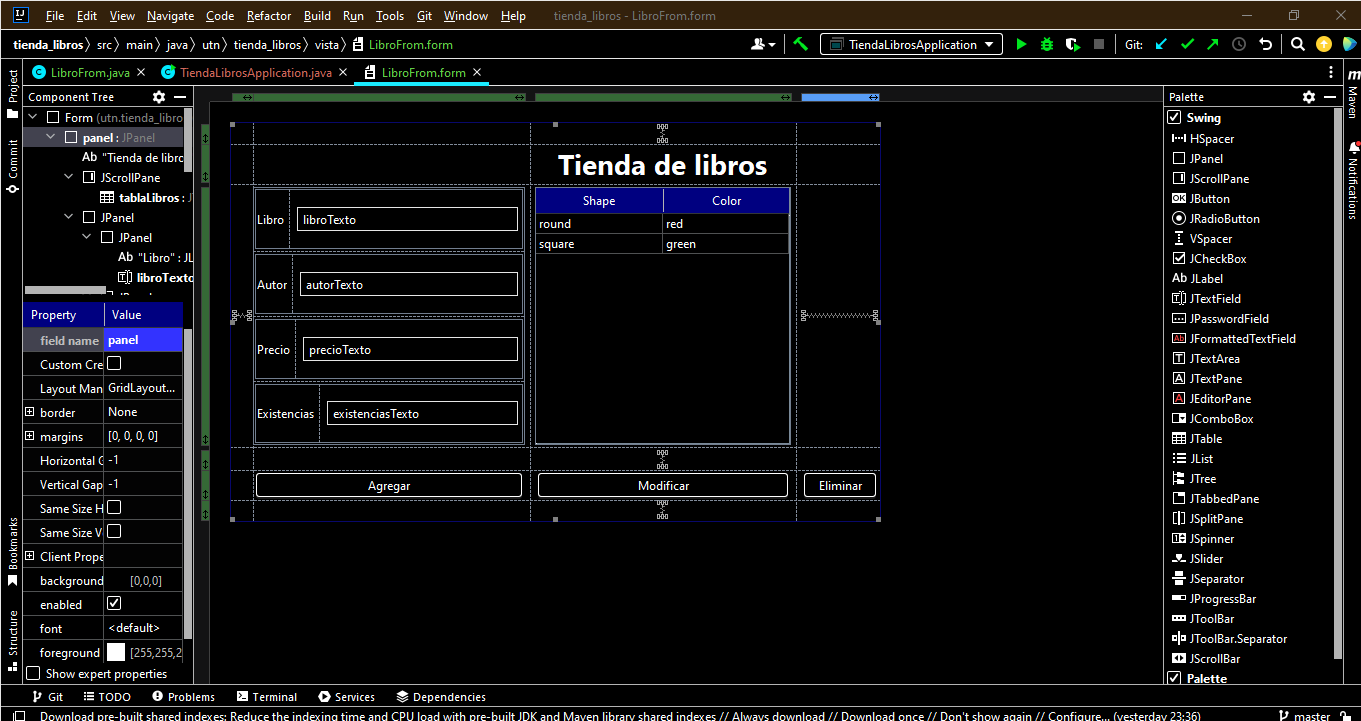 File Edit View Navigate Code Refactor Build Run Tools Git Window Help tienda_libros - LibroFrom.form
tienda_libros src main java utn tienda_libros vista LibroFrom.form TiendaLibrosApplication Git:
LibroFrom.java TiendaLibrosApplication.java LibroFrom.form
Project
Commit
Bookmarks
Structure
Component Tree
Form (utn.tienda_libro
panel : JPanel
Ab "Tienda de libro
JScrollPane
tablaLibros : J
JPanel
JPanel
Ab "Libro" : JL
libroTexto
Property Value
field name panel
Custom Cre
Layout Man GridLayout...
border None
margins [0, 0, 0, 0]
Horizontal G -1
Vertical Gap -1
Same Size H
Same Size V
Client Prope
background [0,0,0]
enabled
font <default>
foreground [255,255,2
Show expert properties
Tienda de libros
Libro libroTexto
Autor autorTexto
Precio precioTexto
Existencias existenciasTexto
Shape Color
round red
square green
Agregar Modificar Eliminar
Palette
Swing
HSpacer
JPanel
JScrollPane
OK JButton
JRadioButton
VSpacer
JCheckBox
Ab JLabel
JTextField
JPasswordField
Ab JFormattedTextField
JTextArea
JTextPane
JEditorPane
JComboBox
JTable
JList
JTree
JTabbedPane
JSplitPane
JSpinner
JSlider
JSeparator
JProgressBar
JToolBar
JToolBar.Separator
JScrollBar
Palette
m
Maven
Notifications
Git TODO Problems Terminal Services Dependencies
Download pre-built shared indexes: Reduce the indexing time and CPU load with pre-built JDK and Maven library shared indexes // Always download // Download once // Don't show again // Configure... (yesterday 23:36) master